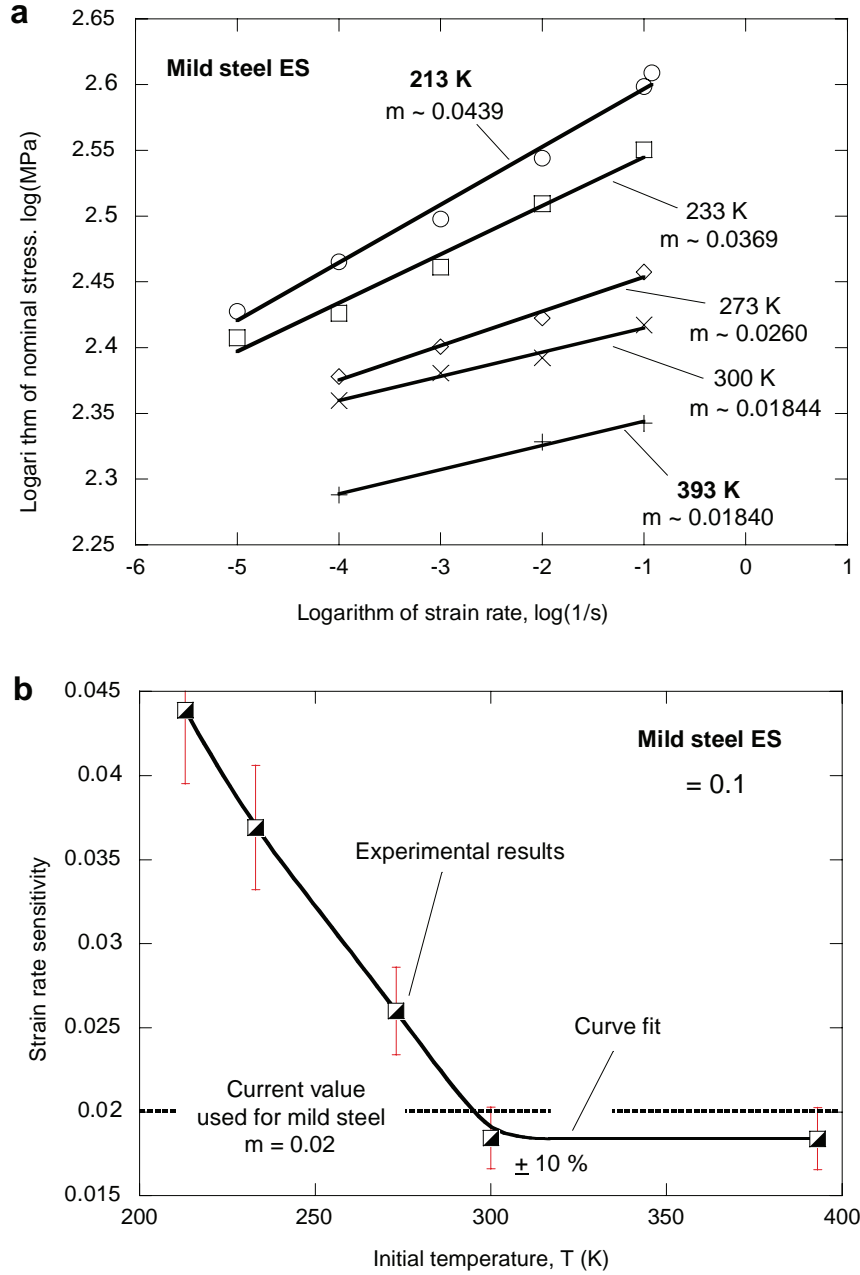 a
2.65
2.6
2.55
2.5
2.45
2.4
2.35
2.3
2.25
Logari thm of nominal stress. log(MPa)
Mild steel ES
213 K
m ~ 0.0439
233 K
m ~ 0.0369
273 K
m ~ 0.0260
300 K
m ~ 0.01844
393 K
m ~ 0.01840
-6 -5 -4 -3 -2 -1 0 1
Logarithm of strain rate, log(1/s)
b
0.045
0.04
0.035
0.03
0.025
0.02
0.015
Strain rate sensitivity
Mild steel ES
= 0.1
Experimental results
Curve fit
Current value
used for mild steel
m = 0.02
± 10 %
200 250 300 350 400
Initial temperature, T (K)